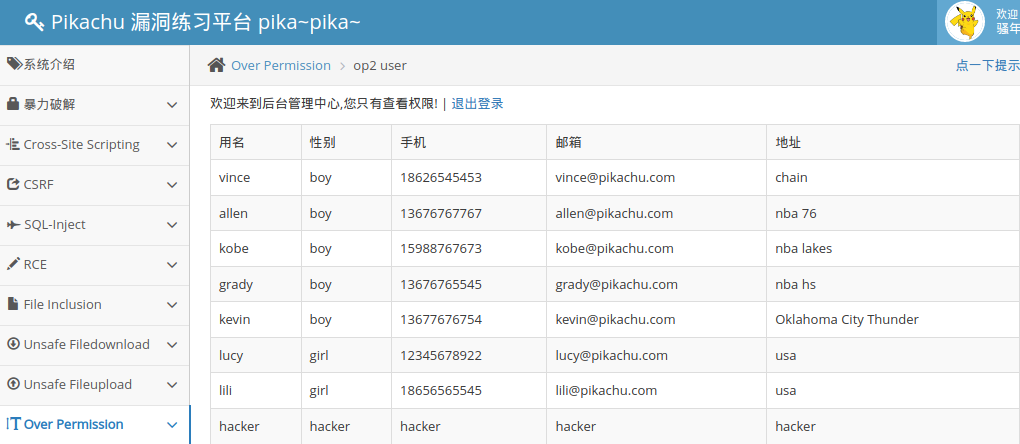 Pikachu 漏洞练习平台 pika~pika~
欢迎
骚年
系统介绍
暴力破解
Cross-Site Scripting
CSRF
SQL-Inject
RCE
File Inclusion
Unsafe Filedownload
Unsafe Fileupload
Over Permission
Over Permission > op2 user
点一下提示
欢迎来到后台管理中心,您只有查看权限! | 退出登录
用名 性别 手机 邮箱 地址
vince boy 18626545453 vince@pikachu.com chain
allen boy 13676767767 allen@pikachu.com nba 76
kobe boy 15988767673 kobe@pikachu.com nba lakes
grady boy 13676765545 grady@pikachu.com nba hs
kevin boy 13677676754 kevin@pikachu.com Oklahoma City Thunder
lucy girl 12345678922 lucy@pikachu.com usa
lili girl 18656565545 lili@pikachu.com usa
hacker hacker hacker hacker hacker